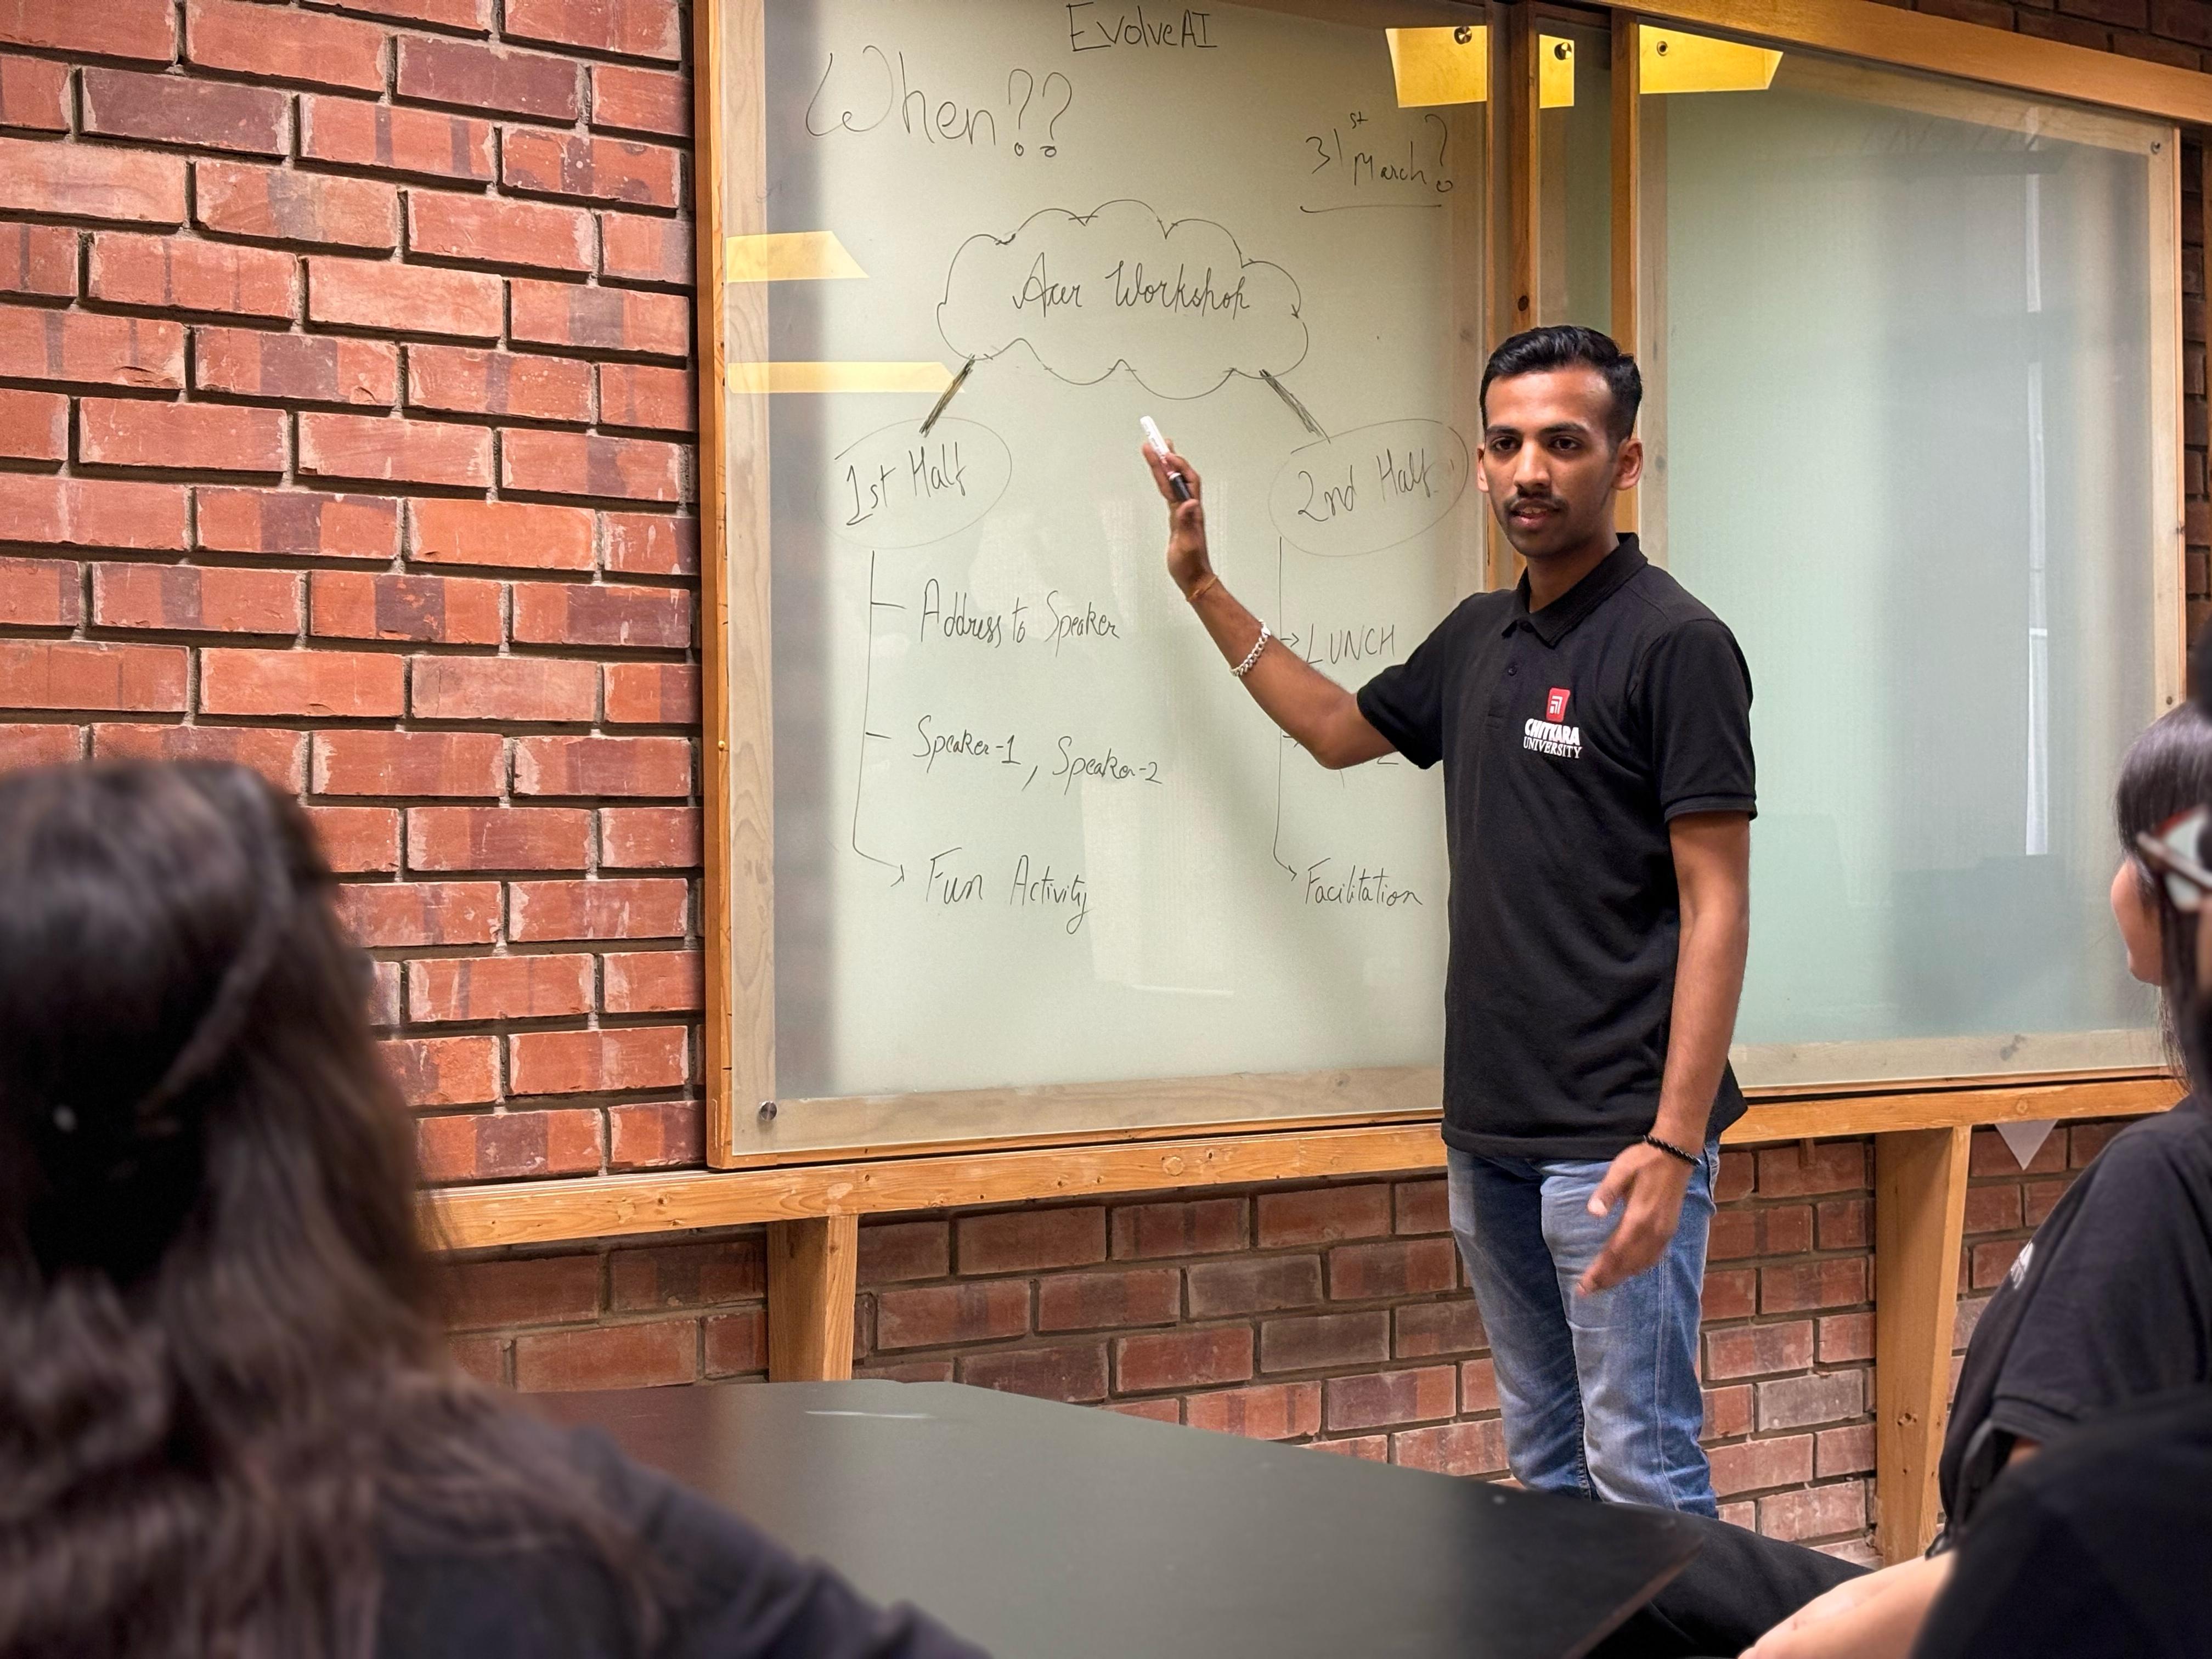 EvolveAI
When??
31st March?
Workshop
1st Half
2nd Half
Address to Speaker
LUNCH
Speaker-1, Speaker-2
2
Fun Activity
Facilitation
CHITKARA
UNIVERSITY